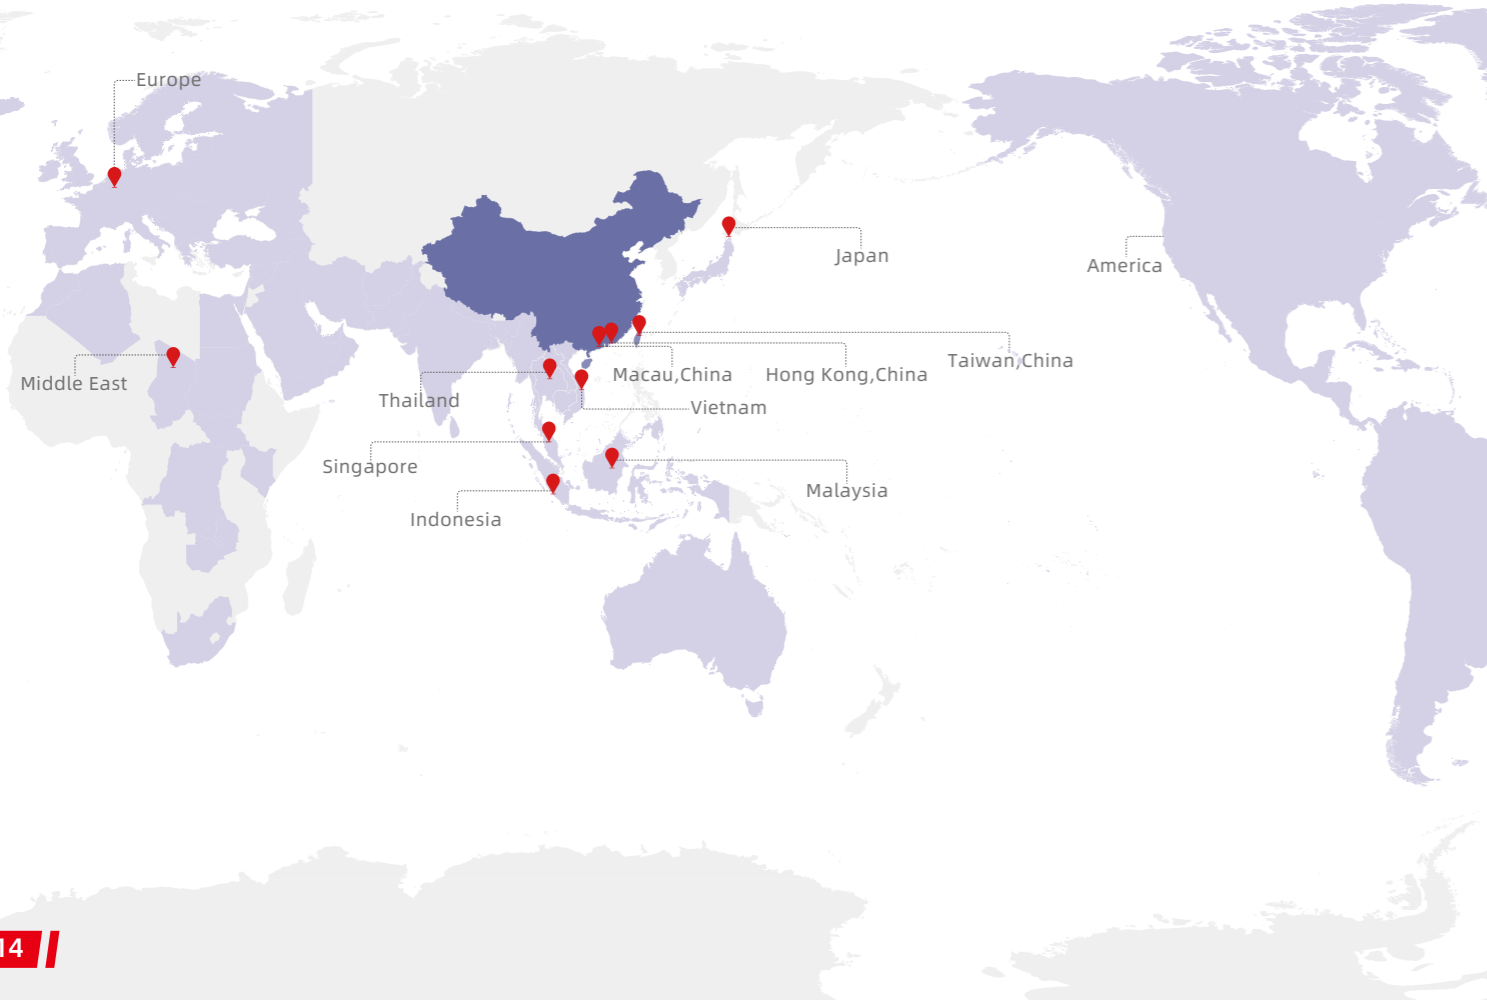 Europe
Japan
America
Taiwan,China
Middle East
Macau,China
Hong Kong,China
Thailand
Vietnam
Singapore
Malaysia
Indonesia
14